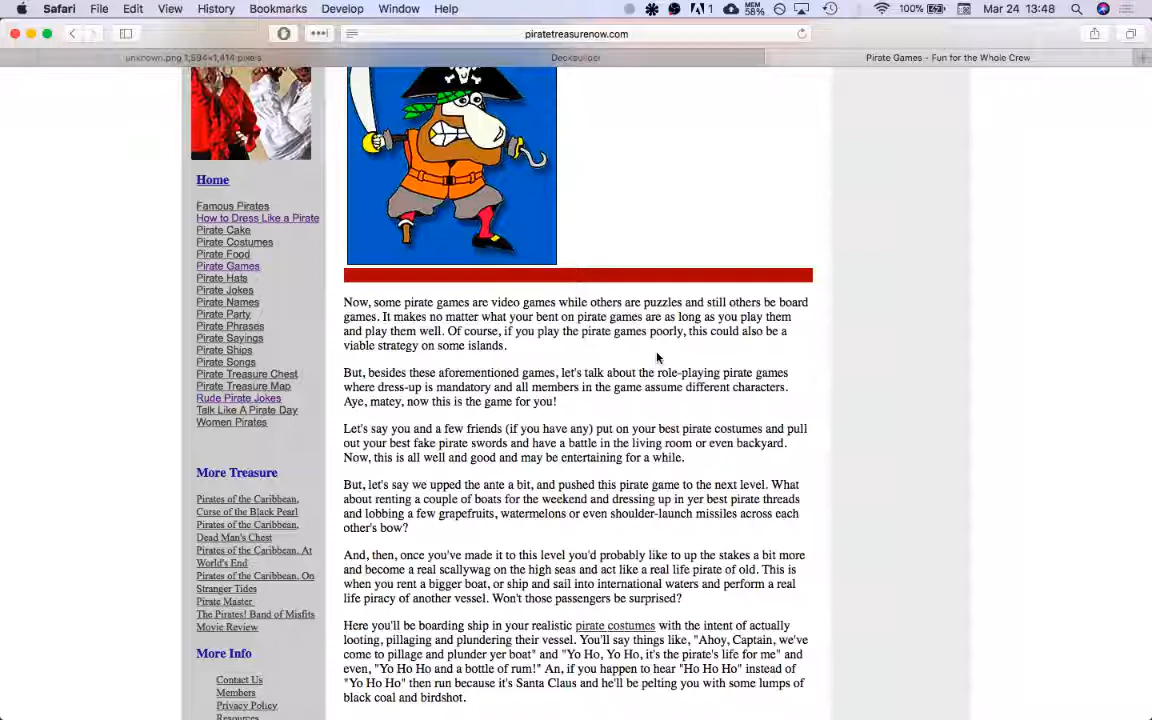 Safari File Edit View History Bookmarks Develop Window Help 1 MEM 58% 100% Mar 24 13:48
piratetreasurenow.com
unknown.png 1,594×1,414 pixels Deckbuilder Pirate Games - Fun for the Whole Crew
Home
Famous Pirates
How to Dress Like a Pirate
Pirate Cake
Pirate Costumes
Pirate Food
Pirate Games
Pirate Hats
Pirate Jokes
Pirate Names
Pirate Party
Pirate Phrases
Pirate Sayings
Pirate Ships
Pirate Songs
Pirate Treasure Chest
Pirate Treasure Map
Rude Pirate Jokes
Talk Like A Pirate Day
Women Pirates
More Treasure
Pirates of the Caribbean,
Curse of the Black Pearl
Pirates of the Caribbean,
Dead Man's Chest
Pirates of the Caribbean, At
World's End
Pirates of the Caribbean, On
Stranger Tides
Pirate Master
The Pirates! Band of Misfits
Movie Review
More Info
Contact Us
Members
Privacy Policy
Resources
Now, some pirate games are video games while others are puzzles and still others be board
games. It makes no matter what your bent on pirate games are as long as you play them
and play them well. Of course, if you play the pirate games poorly, this could also be a
viable strategy on some islands.
But, besides these aforementioned games, let's talk about the role-playing pirate games
where dress-up is mandatory and all members in the game assume different characters.
Aye, matey, now this is the game for you!
Let's say you and a few friends (if you have any) put on your best pirate costumes and pull
out your best fake pirate swords and have a battle in the living room or even backyard.
Now, this is all well and good and may be entertaining for a while.
But, let's say we upped the ante a bit, and pushed this pirate game to the next level. What
about renting a couple of boats for the weekend and dressing up in yer best pirate threads
and lobbing a few grapefruits, watermelons or even shoulder-launch missiles across each
other's bow?
And, then, once you've made it to this level you'd probably like to up the stakes a bit more
and become a real scallywag on the high seas and act like a real life pirate of old. This is
when you rent a bigger boat, or ship and sail into international waters and perform a real
life piracy of another vessel. Won't those passengers be surprised?
Here you'll be boarding ship in your realistic pirate costumes with the intent of actually
looting, pillaging and plundering their vessel. You'll say things like, "Ahoy, Captain, we've
come to pillage and plunder yer boat" and "Yo Ho, Yo Ho, it's the pirate's life for me" and
even, "Yo Ho Ho and a bottle of rum!" An, if you happen to hear "Ho Ho Ho" instead of
"Yo Ho Ho" then run because it's Santa Claus and he'll be pelting you with some lumps of
black coal and birdshot.